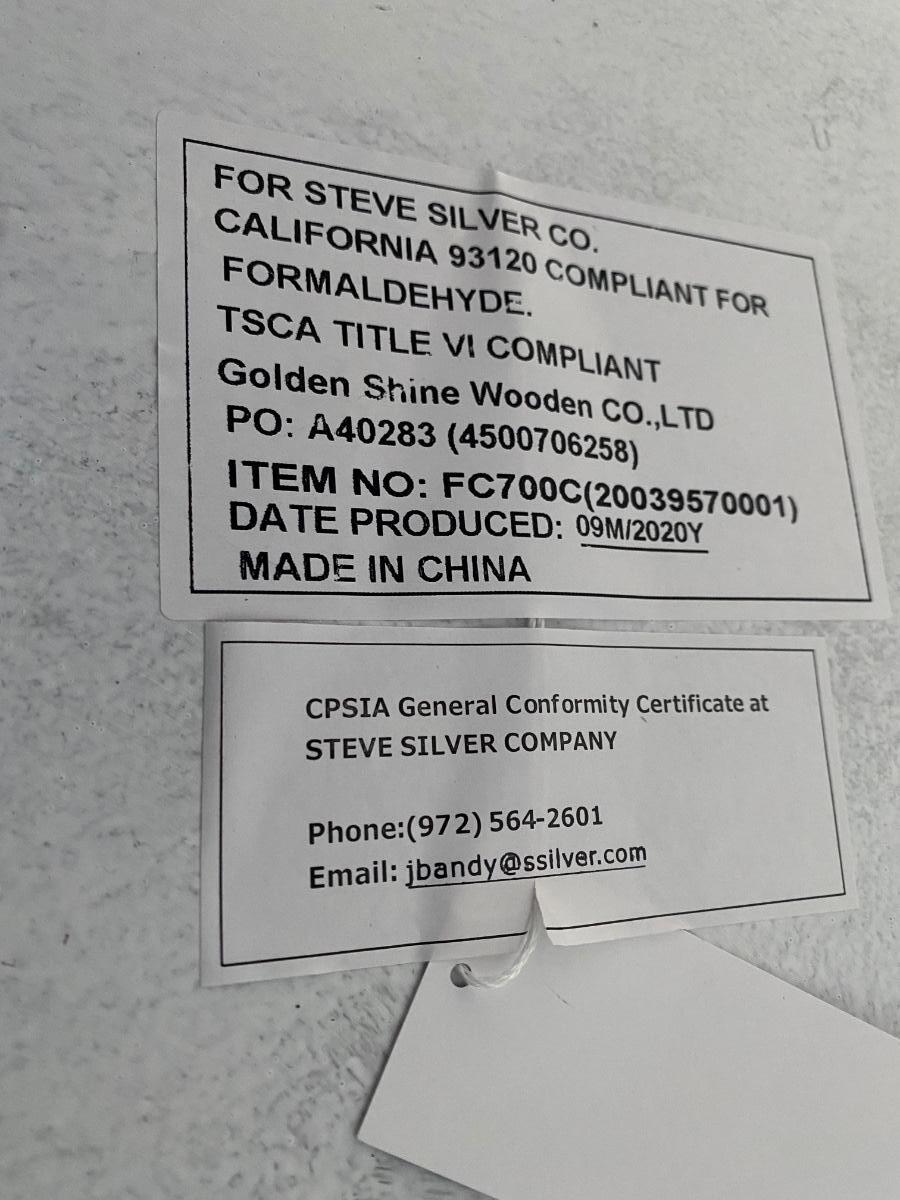 FOR STEVE SILVER CO.
CALIFORNIA 93120 COMPLIANT FOR
FORMALDEHYDE.
TSCA TITLE VI COMPLIANT
Golden Shine Wooden CO.,LTD
PO: A40283 (4500706258)
ITEM NO: FC700C(20039570001)
DATE PRODUCED: 09M/2020Y
MADE IN CHINA
CPSIA General Conformity Certificate at
STEVE SILVER COMPANY
Phone:(972) 564-2601
Email: jbandy@ssilver.com